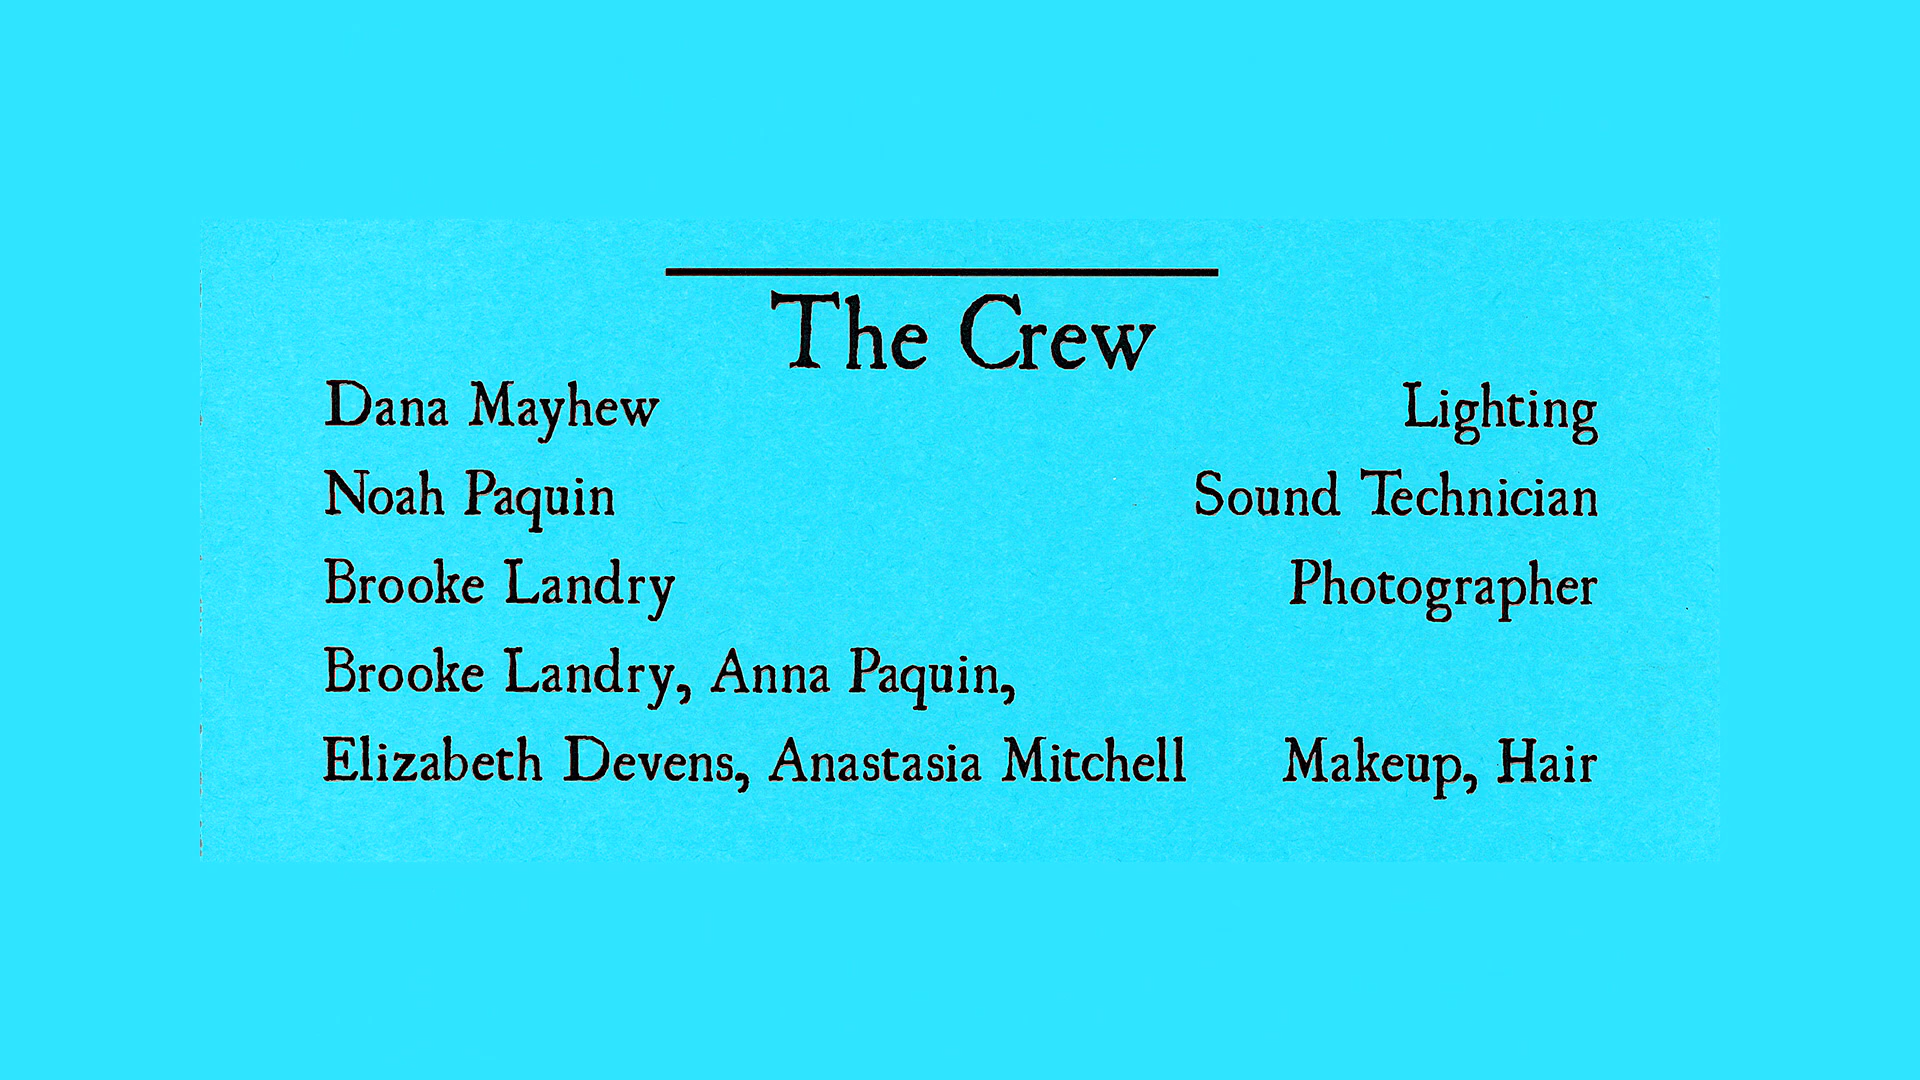 The Crew
Dana Mayhew Lighting
Noah Paquin Sound Technician
Brooke Landry Photographer
Brooke Landry, Anna Paquin,
Elizabeth Devens, Anastasia Mitchell Makeup, Hair